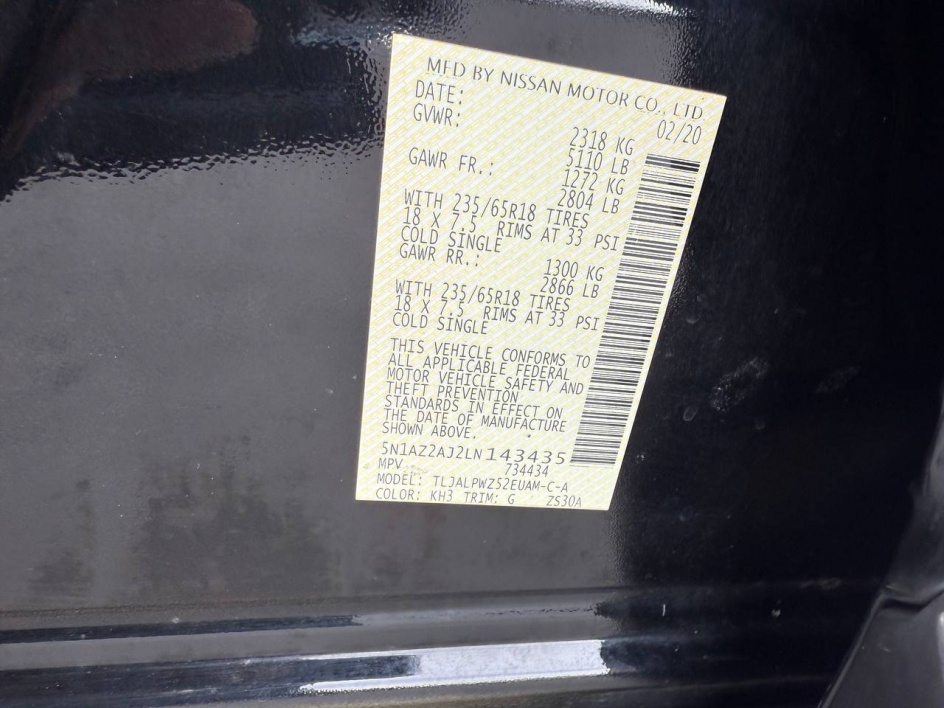 MFD BY NISSAN MOTOR CO., LTD
DATE: 02/20
GVWR: 2318 KG
5110 LB
GAWR FR.: 1272 KG
2804 LB
WITH 235/65R18 TIRES
18 X 7.5 RIMS AT 33 PSI
COLD SINGLE
GAWR RR.: 1300 KG
2866 LB
WITH 235/65R18 TIRES
18 X 7.5 RIMS AT 33 PSI
COLD SINGLE
THIS VEHICLE CONFORMS TO
ALL APPLICABLE FEDERAL
MOTOR VEHICLE SAFETY AND
THEFT PREVENTION
STANDARDS IN EFFECT ON
THE DATE OF MANUFACTURE
SHOWN ABOVE.
5N1AZ2AJ2LN143435
MPV 734434
MODEL: TLJALPWZ52EUAM-C-A
COLOR: KH3 TRIM: G ZS30A